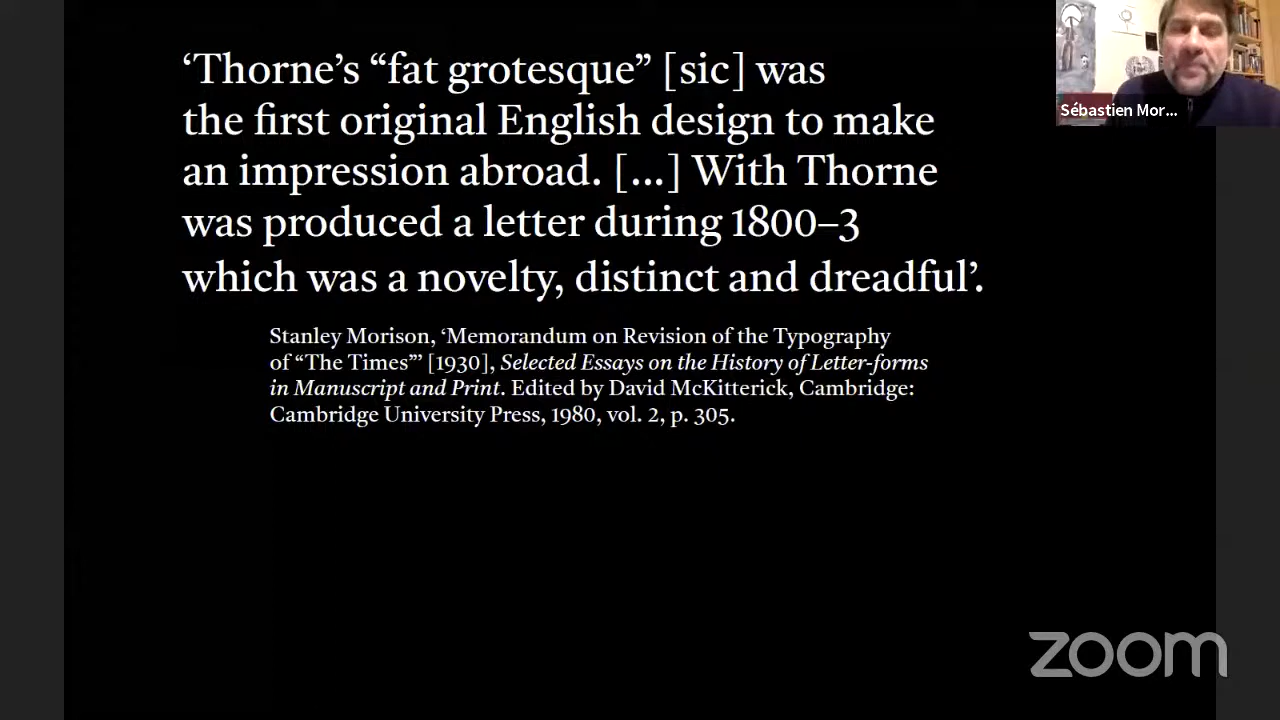 ‘Thorne’s “fat grotesque” [sic] was
the first original English design to make
an impression abroad. [...] With Thorne
was produced a letter during 1800–3
which was a novelty, distinct and dreadful’.
Stanley Morison, ‘Memorandum on Revision of the Typography
of “The Times”’ [1930], Selected Essays on the History of Letter-forms
in Manuscript and Print. Edited by David McKitterick, Cambridge:
Cambridge University Press, 1980, vol. 2, p. 305.
Sébastien Mor...
zoom